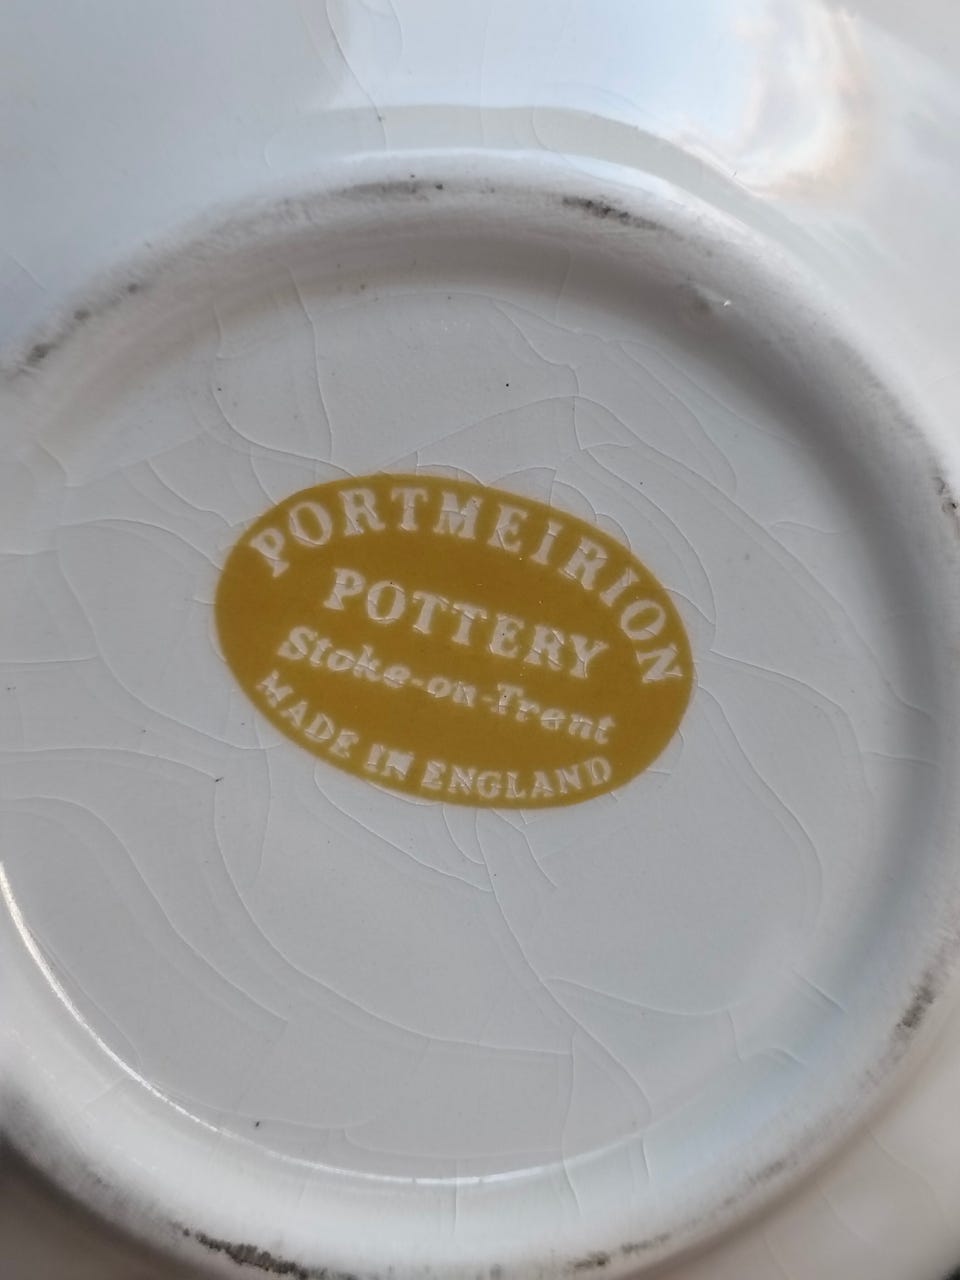 PORTMEIRION
POTTERY
Stoke-on-Trent
MADE IN ENGLAND